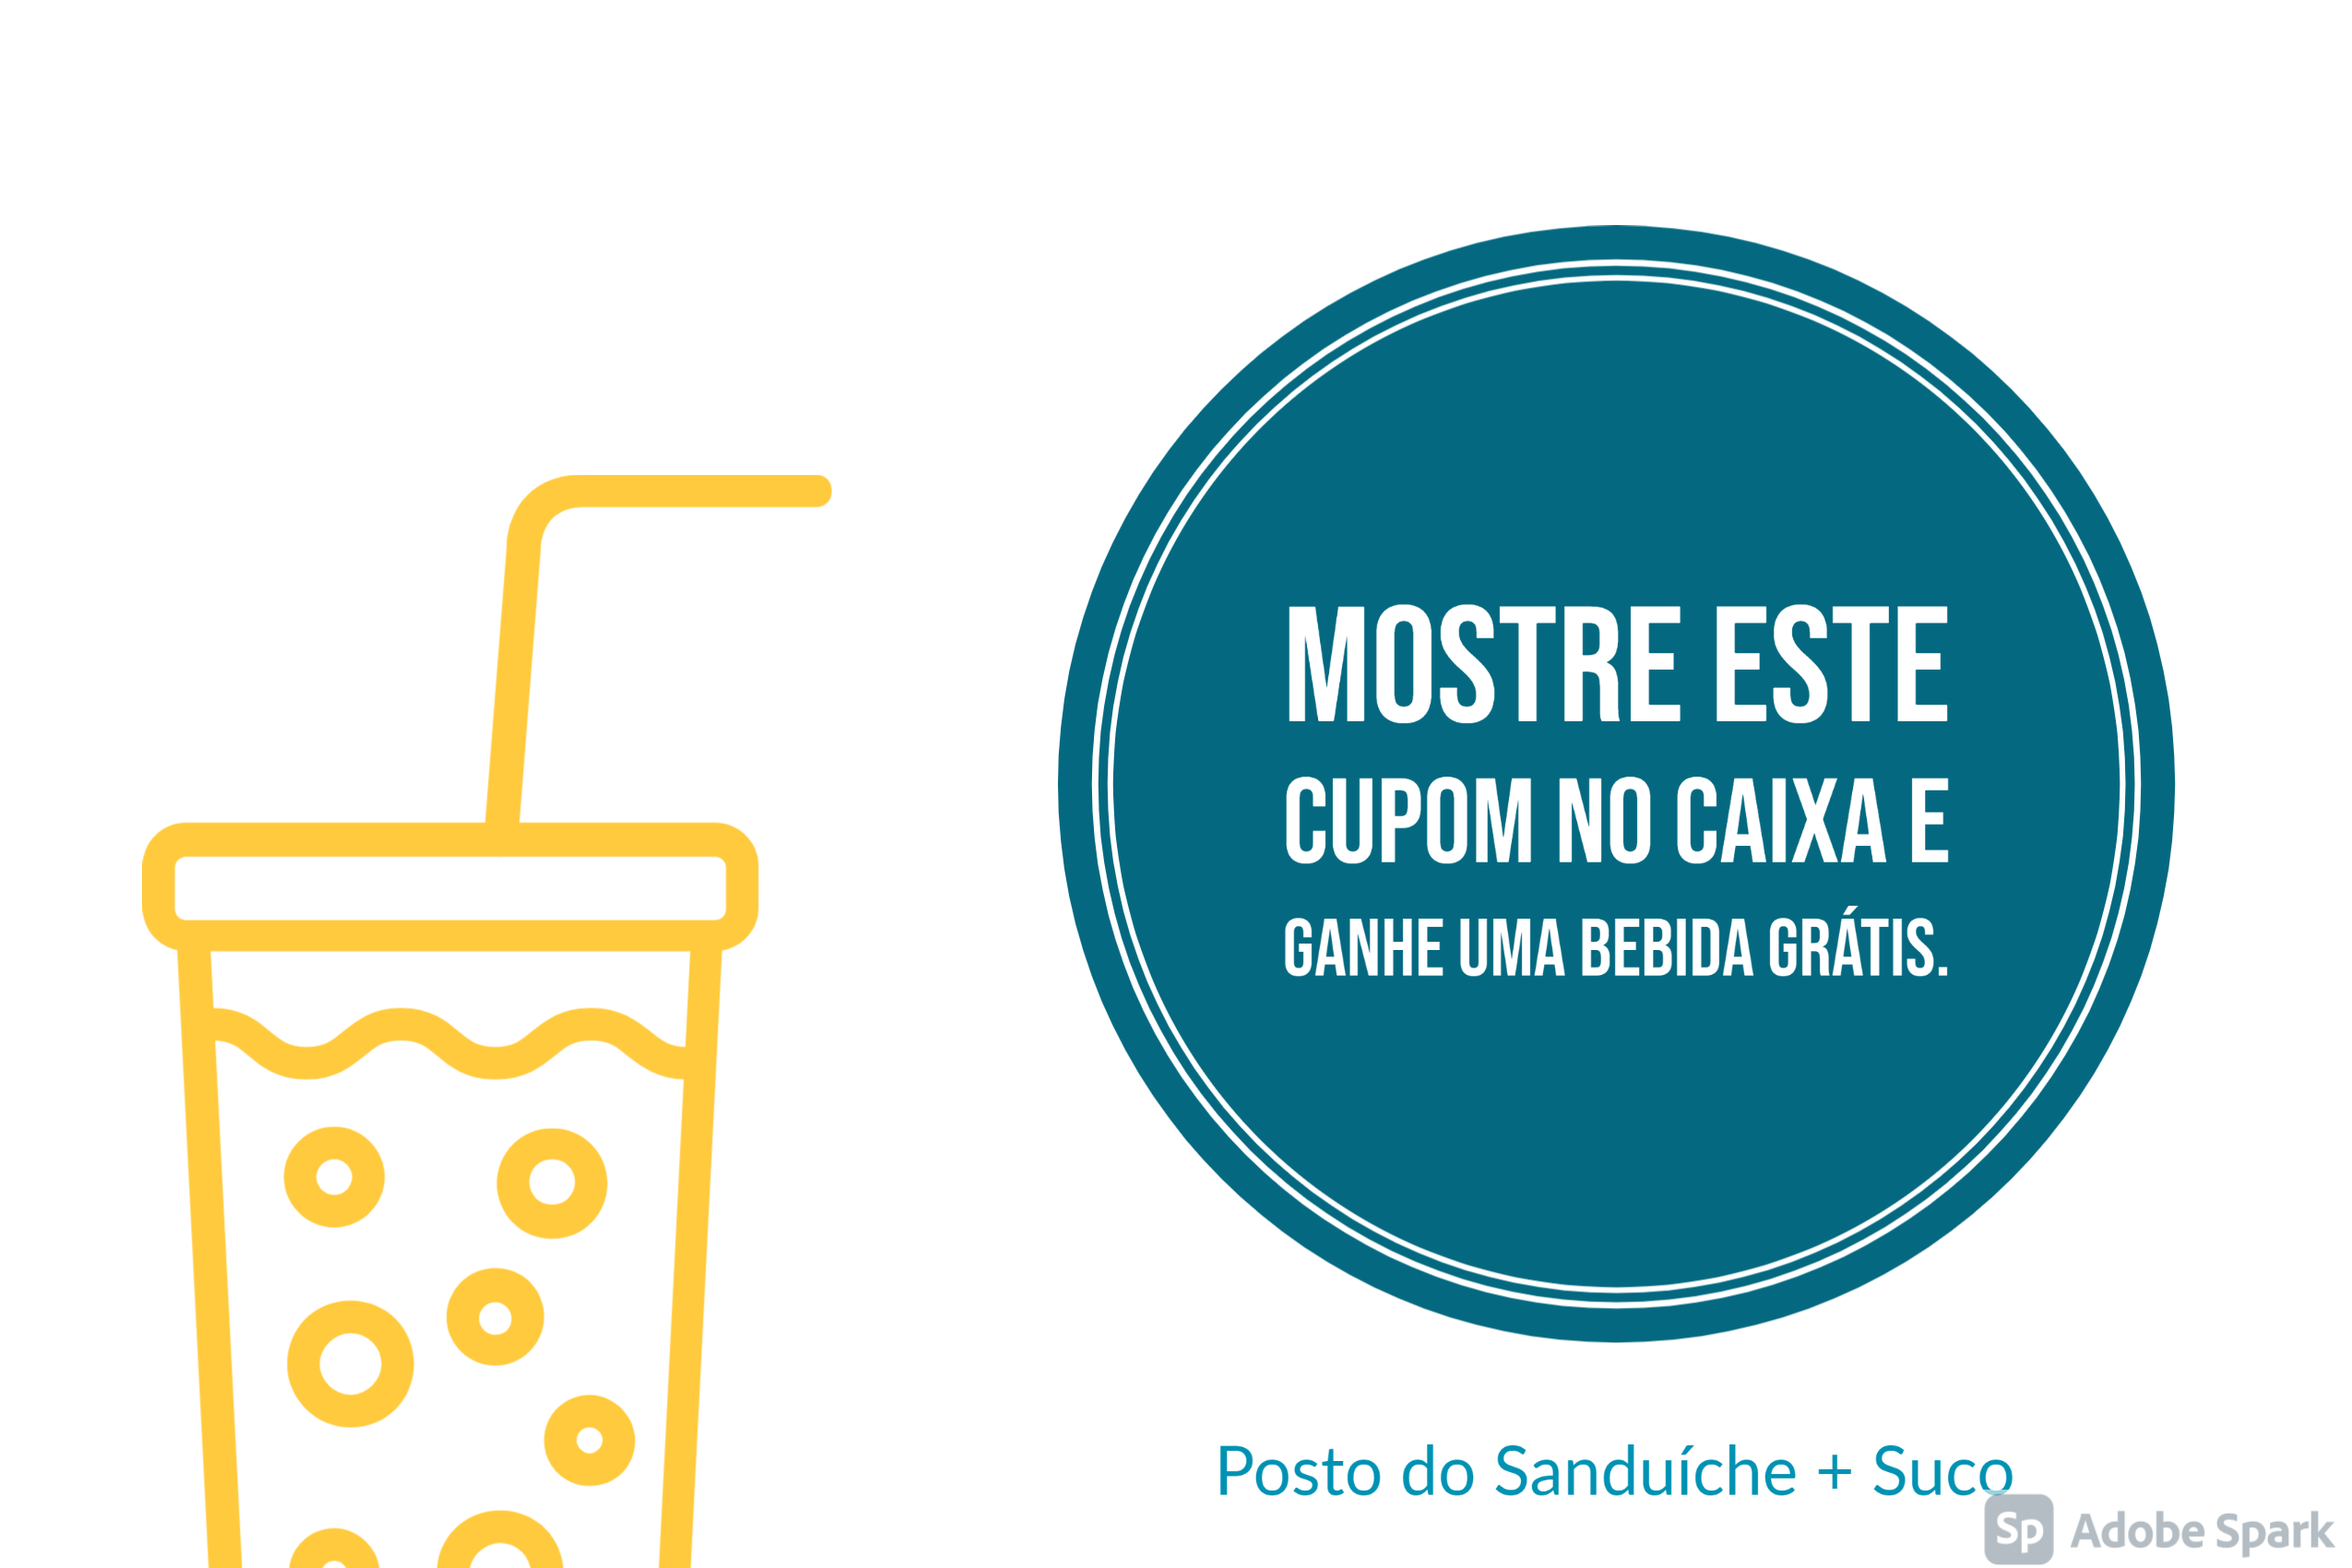 MOSTRE ESTE
CUPOM NO CAIXA E
GANHE UMA BEBIDA GRÁTIS.
Posto do Sanduíche + Suco
Sp Adobe Spark